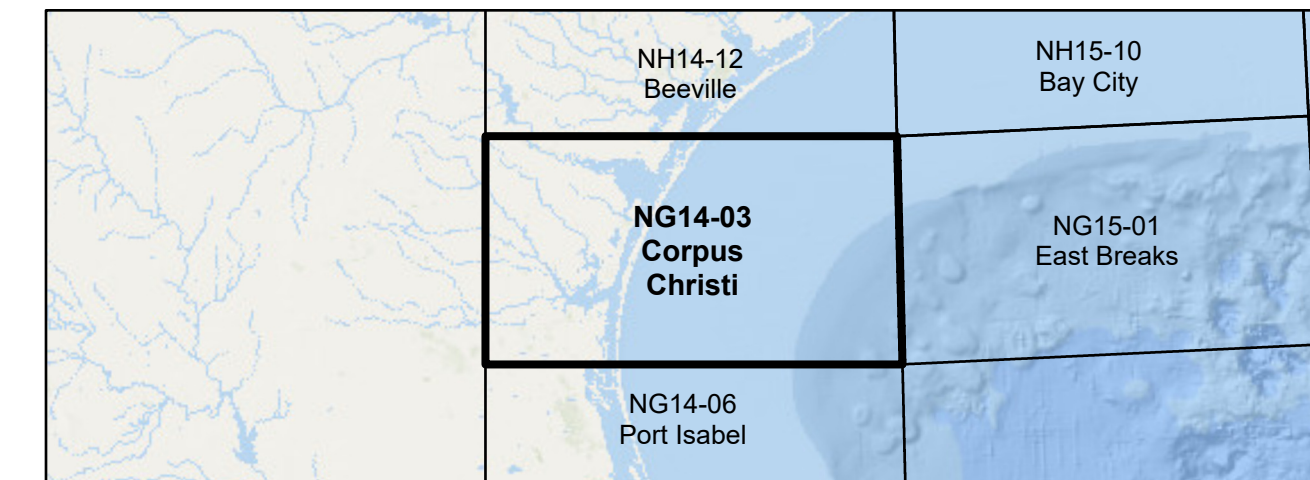 NH14-12
Beeville
NH15-10
Bay City
NG14-03
Corpus
Christi
NG15-01
East Breaks
NG14-06
Port Isabel